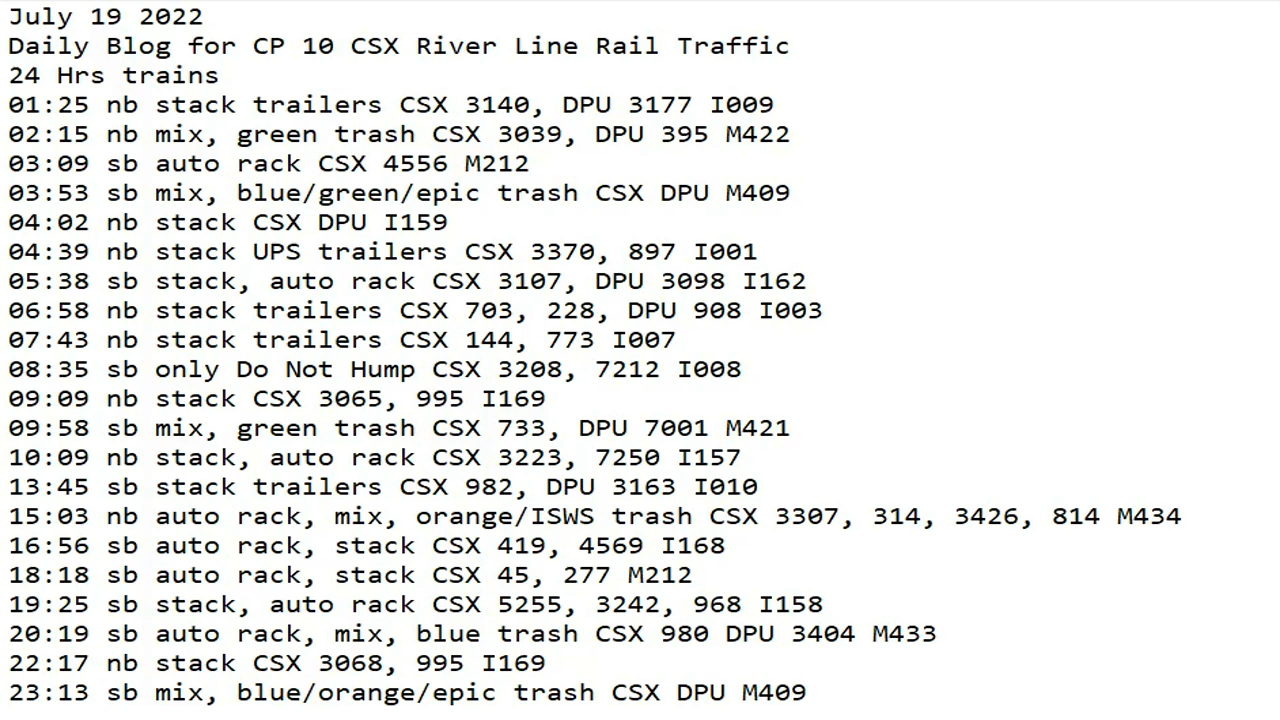 July 19 2022
Daily Blog for CP 10 CSX River Line Rail Traffic
24 Hrs trains
01:25 nb stack trailers CSX 3140, DPU 3177 I009
02:15 nb mix, green trash CSX 3039, DPU 395 M422
03:09 sb auto rack CSX 4556 M212
03:53 sb mix, blue/green/epic trash CSX DPU M409
04:02 nb stack CSX DPU I159
04:39 nb stack UPS trailers CSX 3370, 897 I001
05:38 sb stack, auto rack CSX 3107, DPU 3098 I162
06:58 nb stack trailers CSX 703, 228, DPU 908 I003
07:43 nb stack trailers CSX 144, 773 I007
08:35 sb only Do Not Hump CSX 3208, 7212 I008
09:09 nb stack CSX 3065, 995 I169
09:58 sb mix, green trash CSX 733, DPU 7001 M421
10:09 nb stack, auto rack CSX 3223, 7250 I157
13:45 sb stack trailers CSX 982, DPU 3163 I010
15:03 nb auto rack, mix, orange/ISWS trash CSX 3307, 314, 3426, 814 M434
16:56 sb auto rack, stack CSX 419, 4569 I168
18:18 sb auto rack, stack CSX 45, 277 M212
19:25 sb stack, auto rack CSX 5255, 3242, 968 I158
20:19 sb auto rack, mix, blue trash CSX 980 DPU 3404 M433
22:17 nb stack CSX 3068, 995 I169
23:13 sb mix, blue/orange/epic trash CSX DPU M409